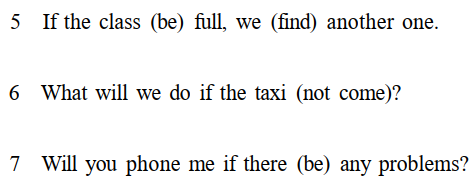 5 If the class (be) full, we (find) another one.
6 What will we do if the taxi (not come)?
7 Will you phone me if there (be) any problems?